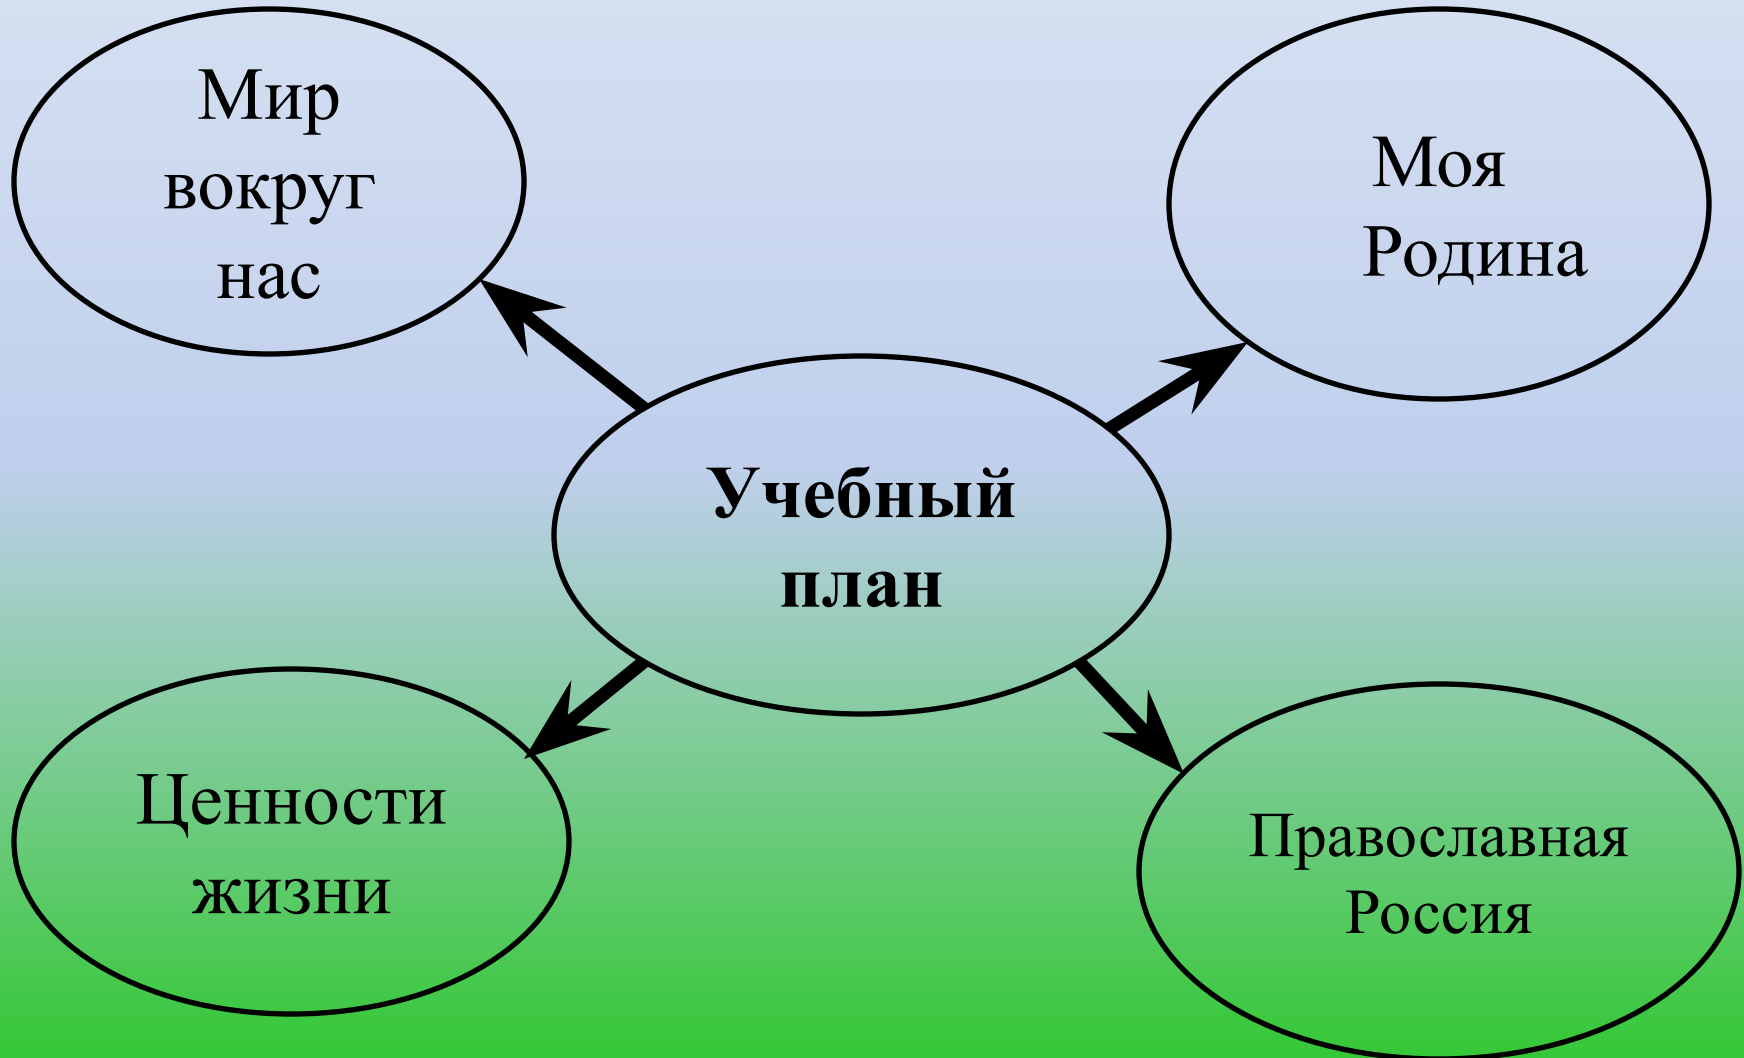 Мир
вокруг
нас
Моя
Родина
Учебный
план
Ценности
жизни
Православная
Россия